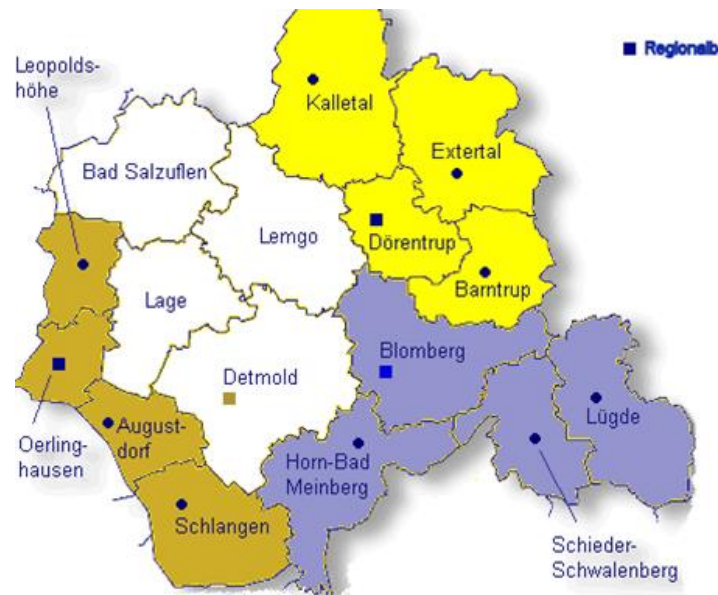 Leopolds-
höhe
Kalletal
Regionalb
Extertal
Bad Salzuflen
Lemgo
Dörentrup
Barntrup
Lage
Blomberg
Detmold
Lügde
Oerling-
hausen
August-
dorf
Horn-Bad
Meinberg
Schlangen
Schieder-
Schwalenberg